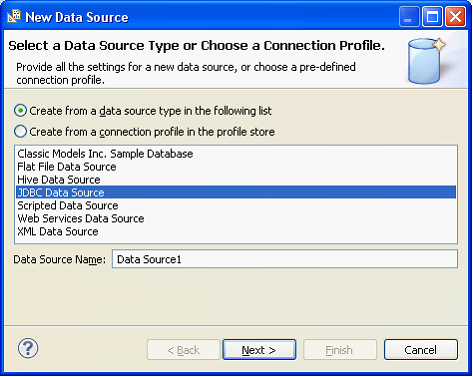 New Data Source
Select a Data Source Type or Choose a Connection Profile.
Provide all the settings for a new data source, or choose a pre-defined
connection profile.
Create from a data source type in the following list
Create from a connection profile in the profile store
Classic Models Inc. Sample Database
Flat File Data Source
Hive Data Source
JDBC Data Source
Scripted Data Source
Web Services Data Source
XML Data Source
Data Source Name: Data Source1
? < Back Next > Finish Cancel